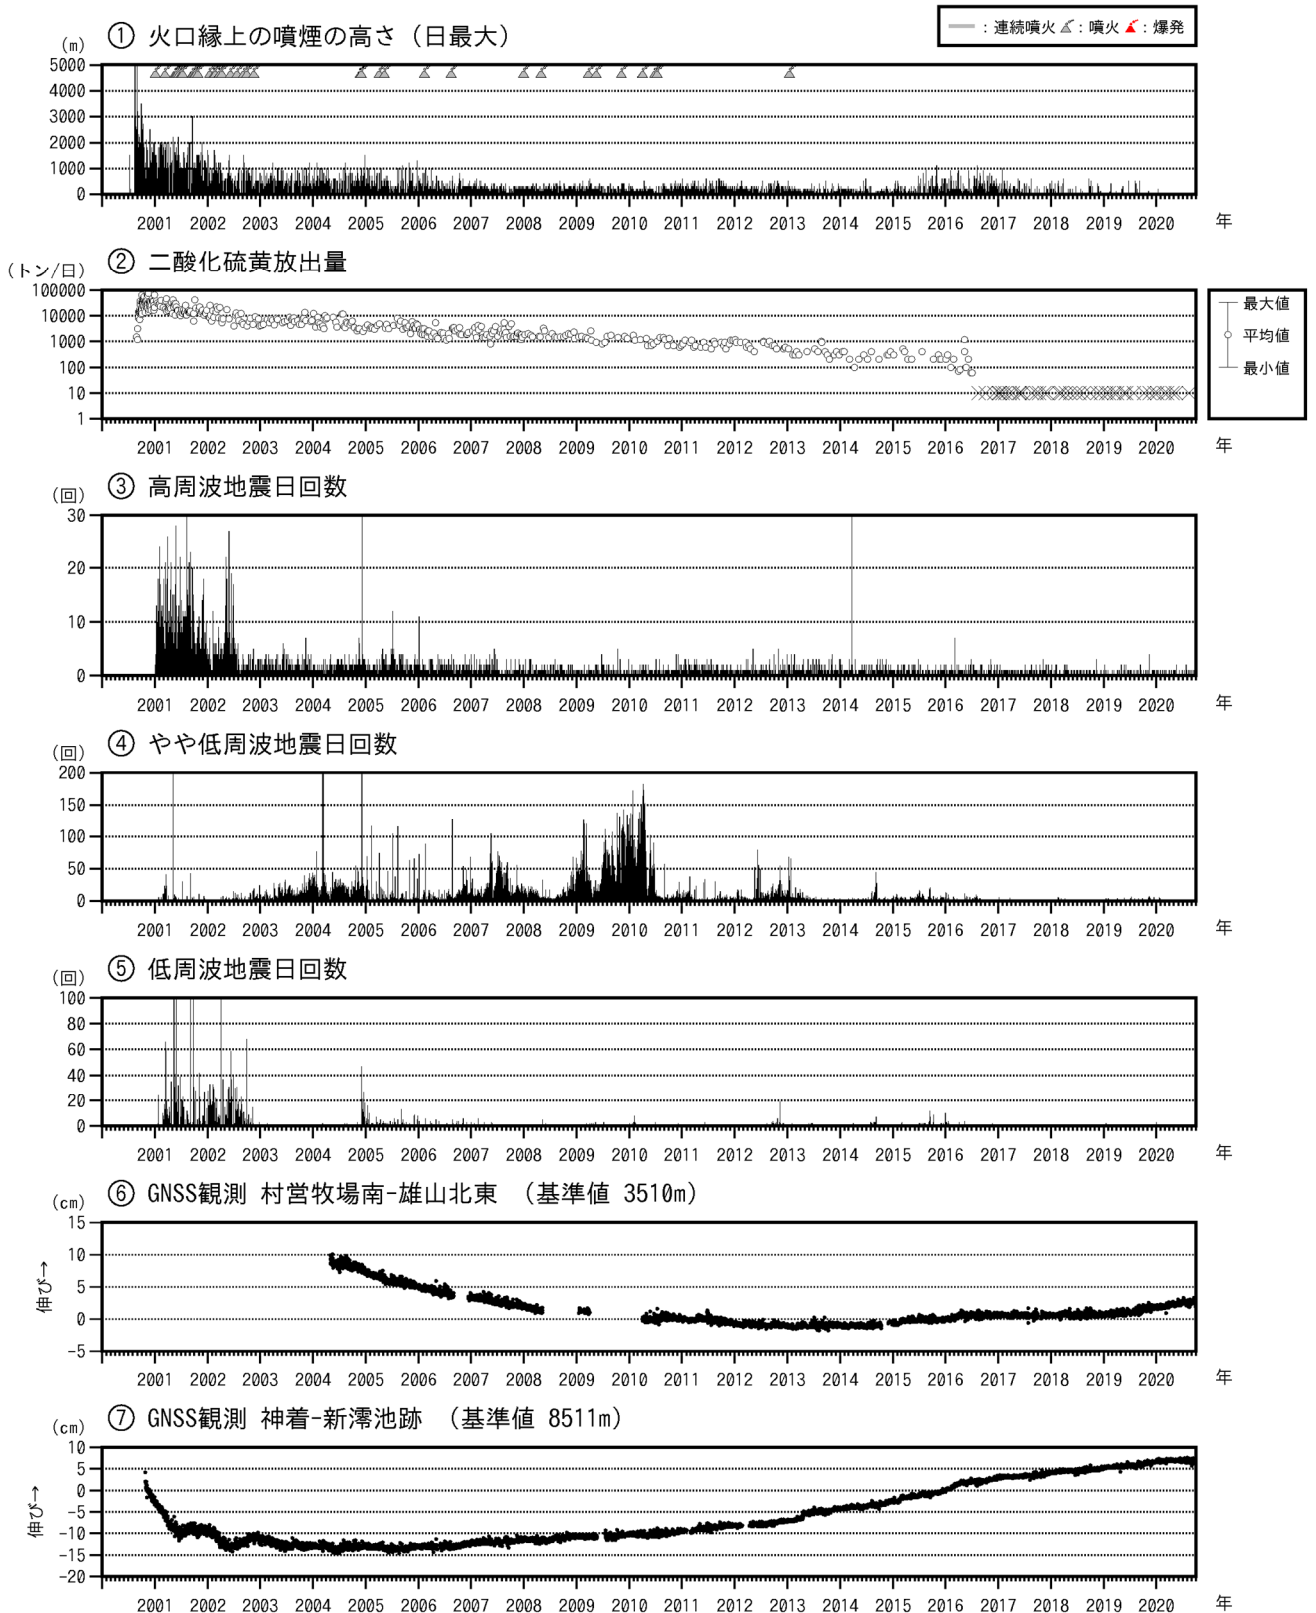 ━ : 連続噴火 : 噴火 : 爆発
① 火口縁上の噴煙の高さ（日最大）
(m)
5000
4000
3000
2000
1000
0
2001 2002 2003 2004 2005 2006 2007 2008 2009 2010 2011 2012 2013 2014 2015 2016 2017 2018 2019 2020 年
② 二酸化硫黄放出量
(トン/日)
100000
10000
1000
100
10
1
最大値
平均値
最小値
2001 2002 2003 2004 2005 2006 2007 2008 2009 2010 2011 2012 2013 2014 2015 2016 2017 2018 2019 2020 年
③ 高周波地震日回数
(回)
30
20
10
0
2001 2002 2003 2004 2005 2006 2007 2008 2009 2010 2011 2012 2013 2014 2015 2016 2017 2018 2019 2020 年
④ やや低周波地震日回数
(回)
200
150
100
50
0
2001 2002 2003 2004 2005 2006 2007 2008 2009 2010 2011 2012 2013 2014 2015 2016 2017 2018 2019 2020 年
⑤ 低周波地震日回数
(回)
100
80
60
40
20
0
2001 2002 2003 2004 2005 2006 2007 2008 2009 2010 2011 2012 2013 2014 2015 2016 2017 2018 2019 2020 年
⑥ GNSS観測 村営牧場南-雄山北東 （基準値 3510m）
(cm)
15
10
5
0
-5
伸び→
2001 2002 2003 2004 2005 2006 2007 2008 2009 2010 2011 2012 2013 2014 2015 2016 2017 2018 2019 2020 年
⑦ GNSS観測 神着-新澪池跡 （基準値 8511m）
(cm)
10
5
0
-5
-10
-15
-20
伸び→
2001 2002 2003 2004 2005 2006 2007 2008 2009 2010 2011 2012 2013 2014 2015 2016 2017 2018 2019 2020 年